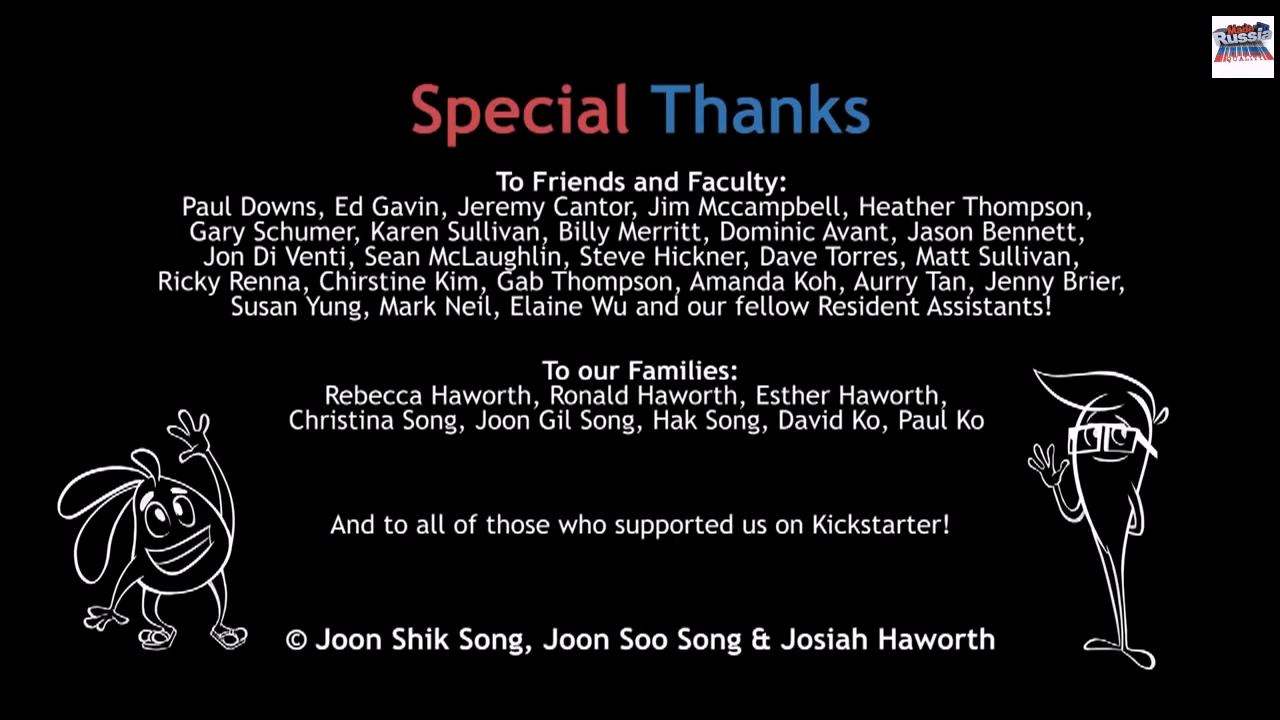 Made in
Russia
QUALITY
Special Thanks
To Friends and Faculty:
Paul Downs, Ed Gavin, Jeremy Cantor, Jim Mccampbell, Heather Thompson,
Gary Schumer, Karen Sullivan, Billy Merritt, Dominic Avant, Jason Bennett,
Jon Di Venti, Sean McLaughlin, Steve Hickner, Dave Torres, Matt Sullivan,
Ricky Renna, Chirstine Kim, Gab Thompson, Amanda Koh, Aurry Tan, Jenny Brier,
Susan Yung, Mark Neil, Elaine Wu and our fellow Resident Assistants!
To our Families:
Rebecca Haworth, Ronald Haworth, Esther Haworth,
Christina Song, Joon Gil Song, Hak Song, David Ko, Paul Ko
And to all of those who supported us on Kickstarter!
© Joon Shik Song, Joon Soo Song & Josiah Haworth